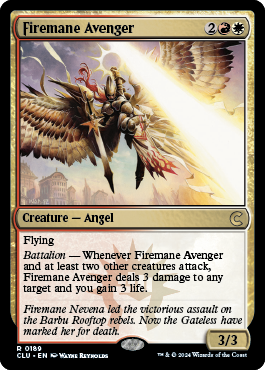 Firemane Avenger 2
Creature — Angel
Flying
Battalion — Whenever Firemane Avenger
and at least two other creatures attack,
Firemane Avenger deals 3 damage to any
target and you gain 3 life.
Firemane Nevena led the victorious assault on
the Barbu Rooftop rebels. Now the Gateless have
marked her for death.
3/3
R 0189
CLU • EN WAYNE REYNOLDS ™ & © 2024 Wizards of the Coast